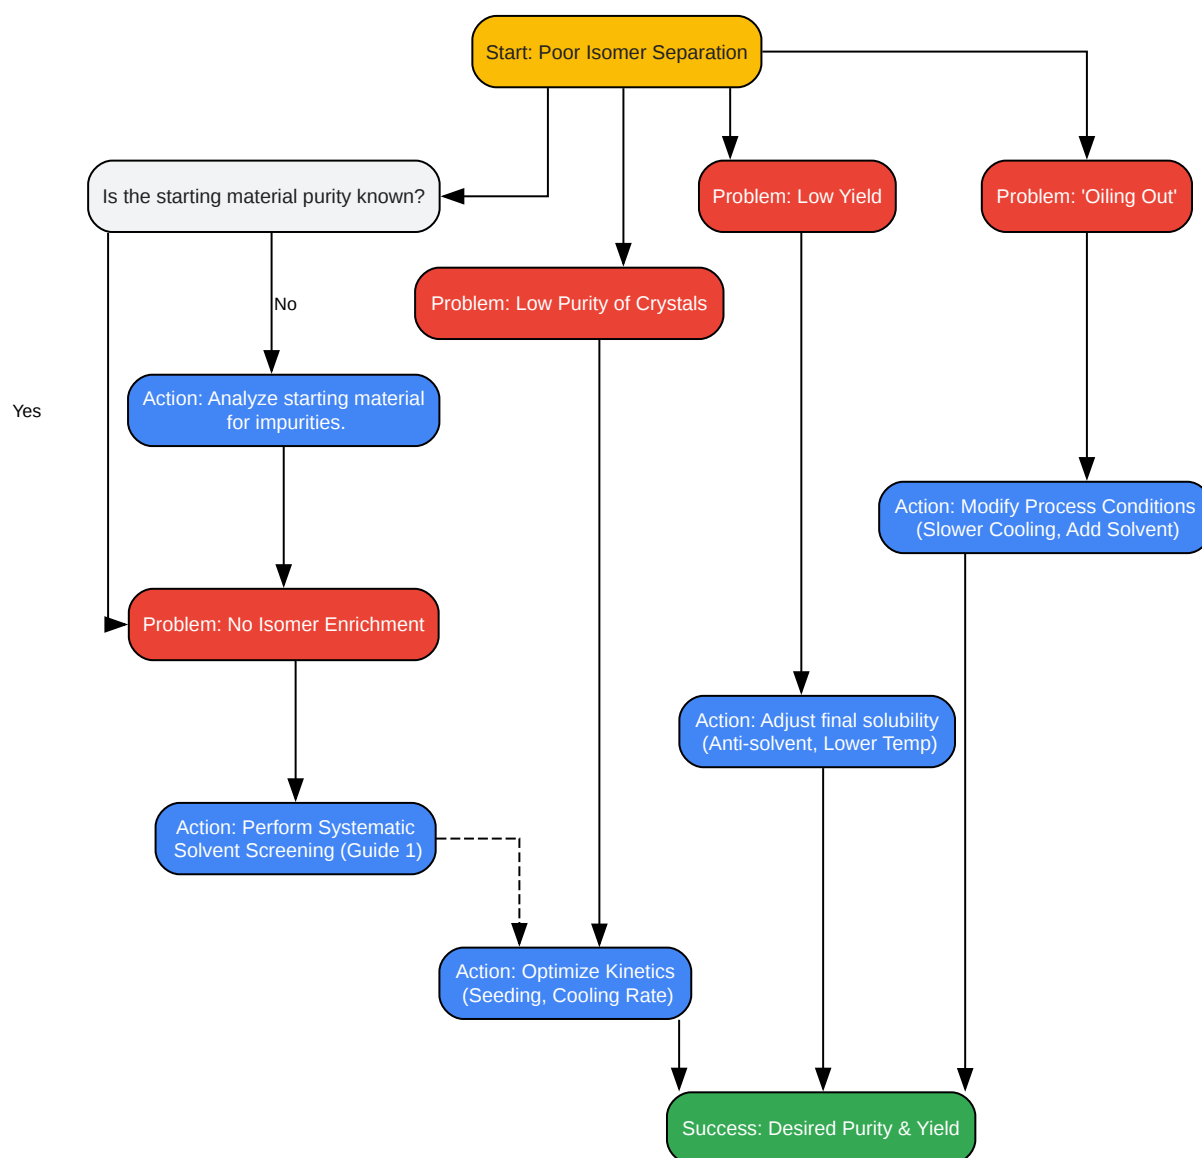 Start: Poor Isomer Separation
Is the starting material purity known?
Problem: Low Yield
Problem: 'Oiling Out'
Problem: Low Purity of Crystals
No
Action: Analyze starting material
for impurities.
Yes
Action: Modify Process Conditions
(Slower Cooling, Add Solvent)
Problem: No Isomer Enrichment
Action: Adjust final solubility
(Anti-solvent, Lower Temp)
Action: Perform Systematic
Solvent Screening (Guide 1)
Action: Optimize Kinetics
(Seeding, Cooling Rate)
Success: Desired Purity & Yield